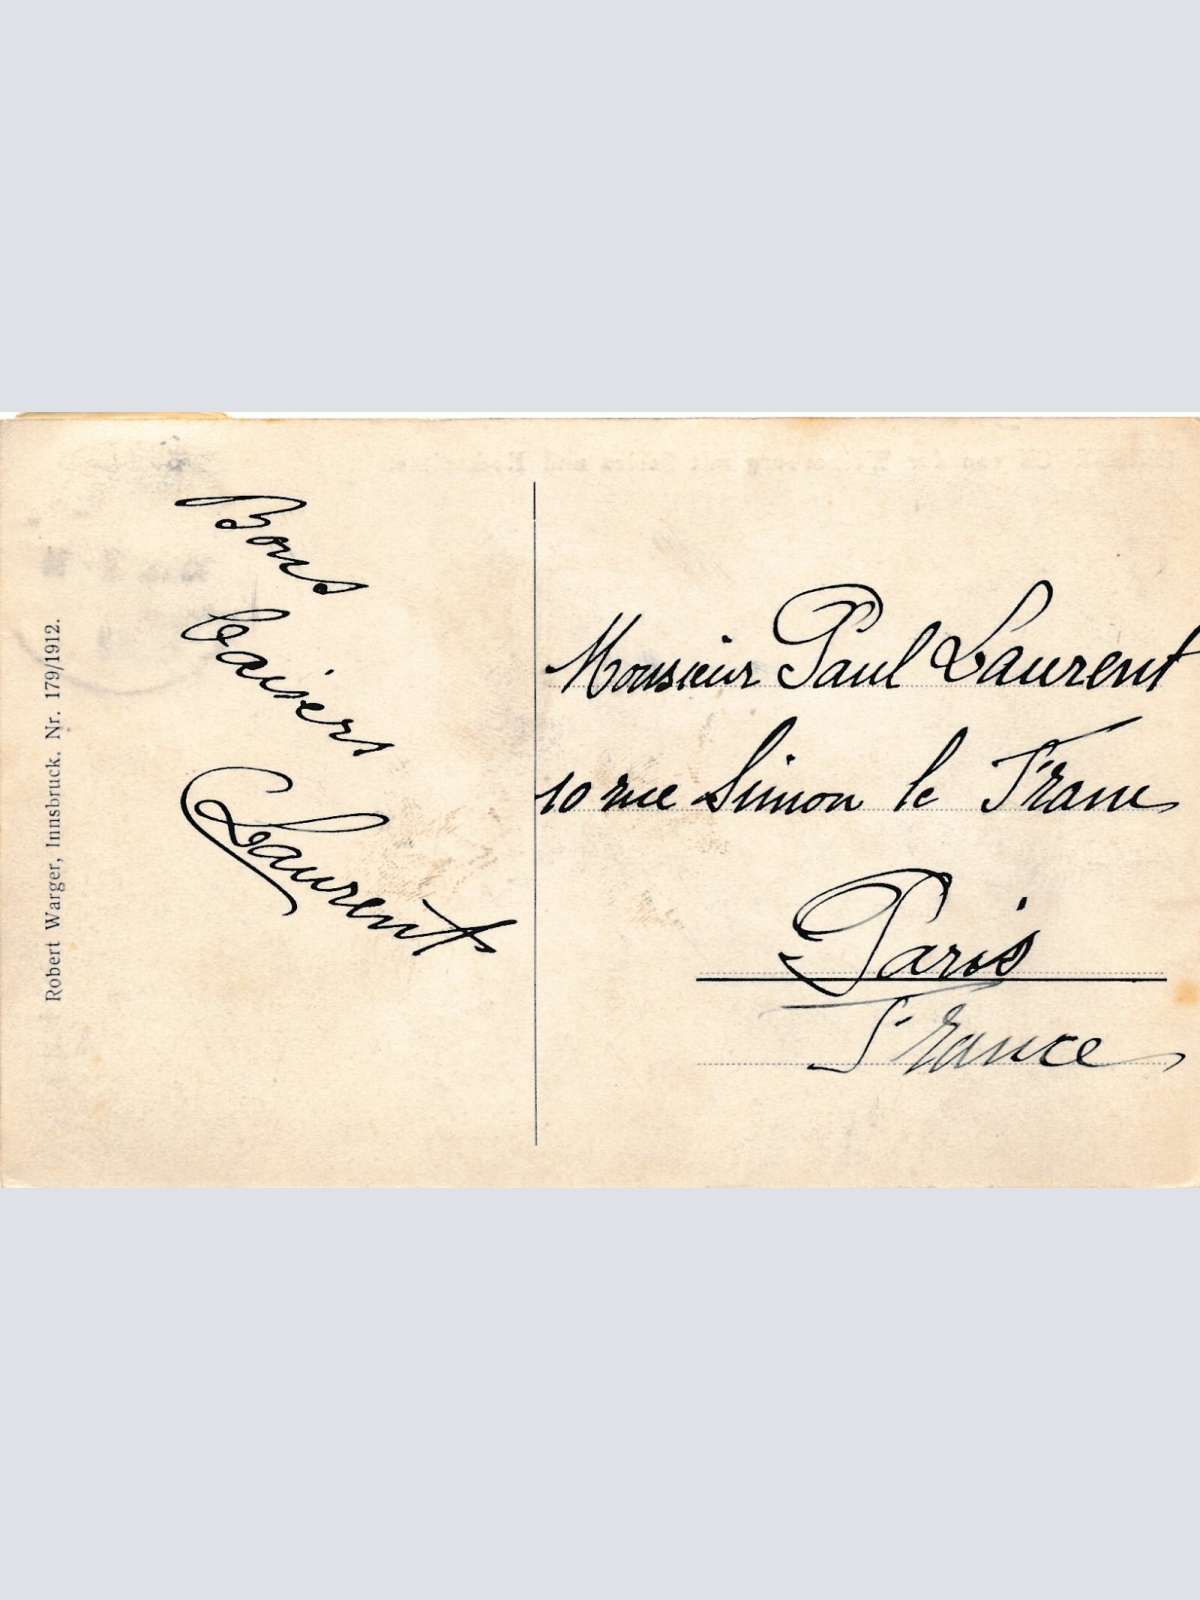 Robert Warger, Innsbruck. Nr. 179/1912.
Bons
baisers
Laurent
Monsieur Paul Laurent
10 rue Simon le Franc
Paris
France